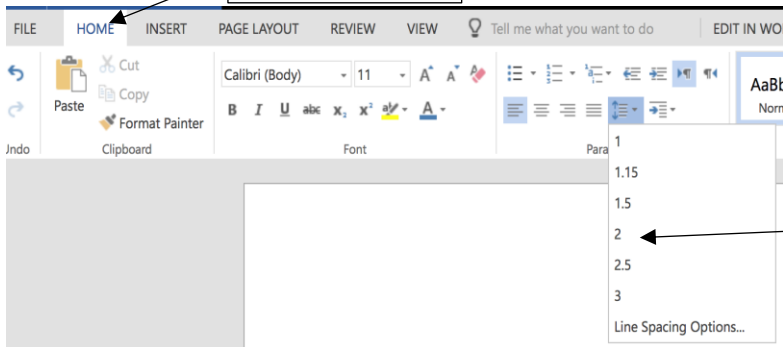 FILE HOME INSERT PAGE LAYOUT REVIEW VIEW Tell me what you want to do EDIT IN WO
Cut
Copy
Paste
Format Painter
Calibri (Body) 11 A A
B I U abc x₂ x² aby A
AaBb
Norn
Undo Clipboard Font Para
1
1.15
1.5
2
2.5
3
Line Spacing Options...